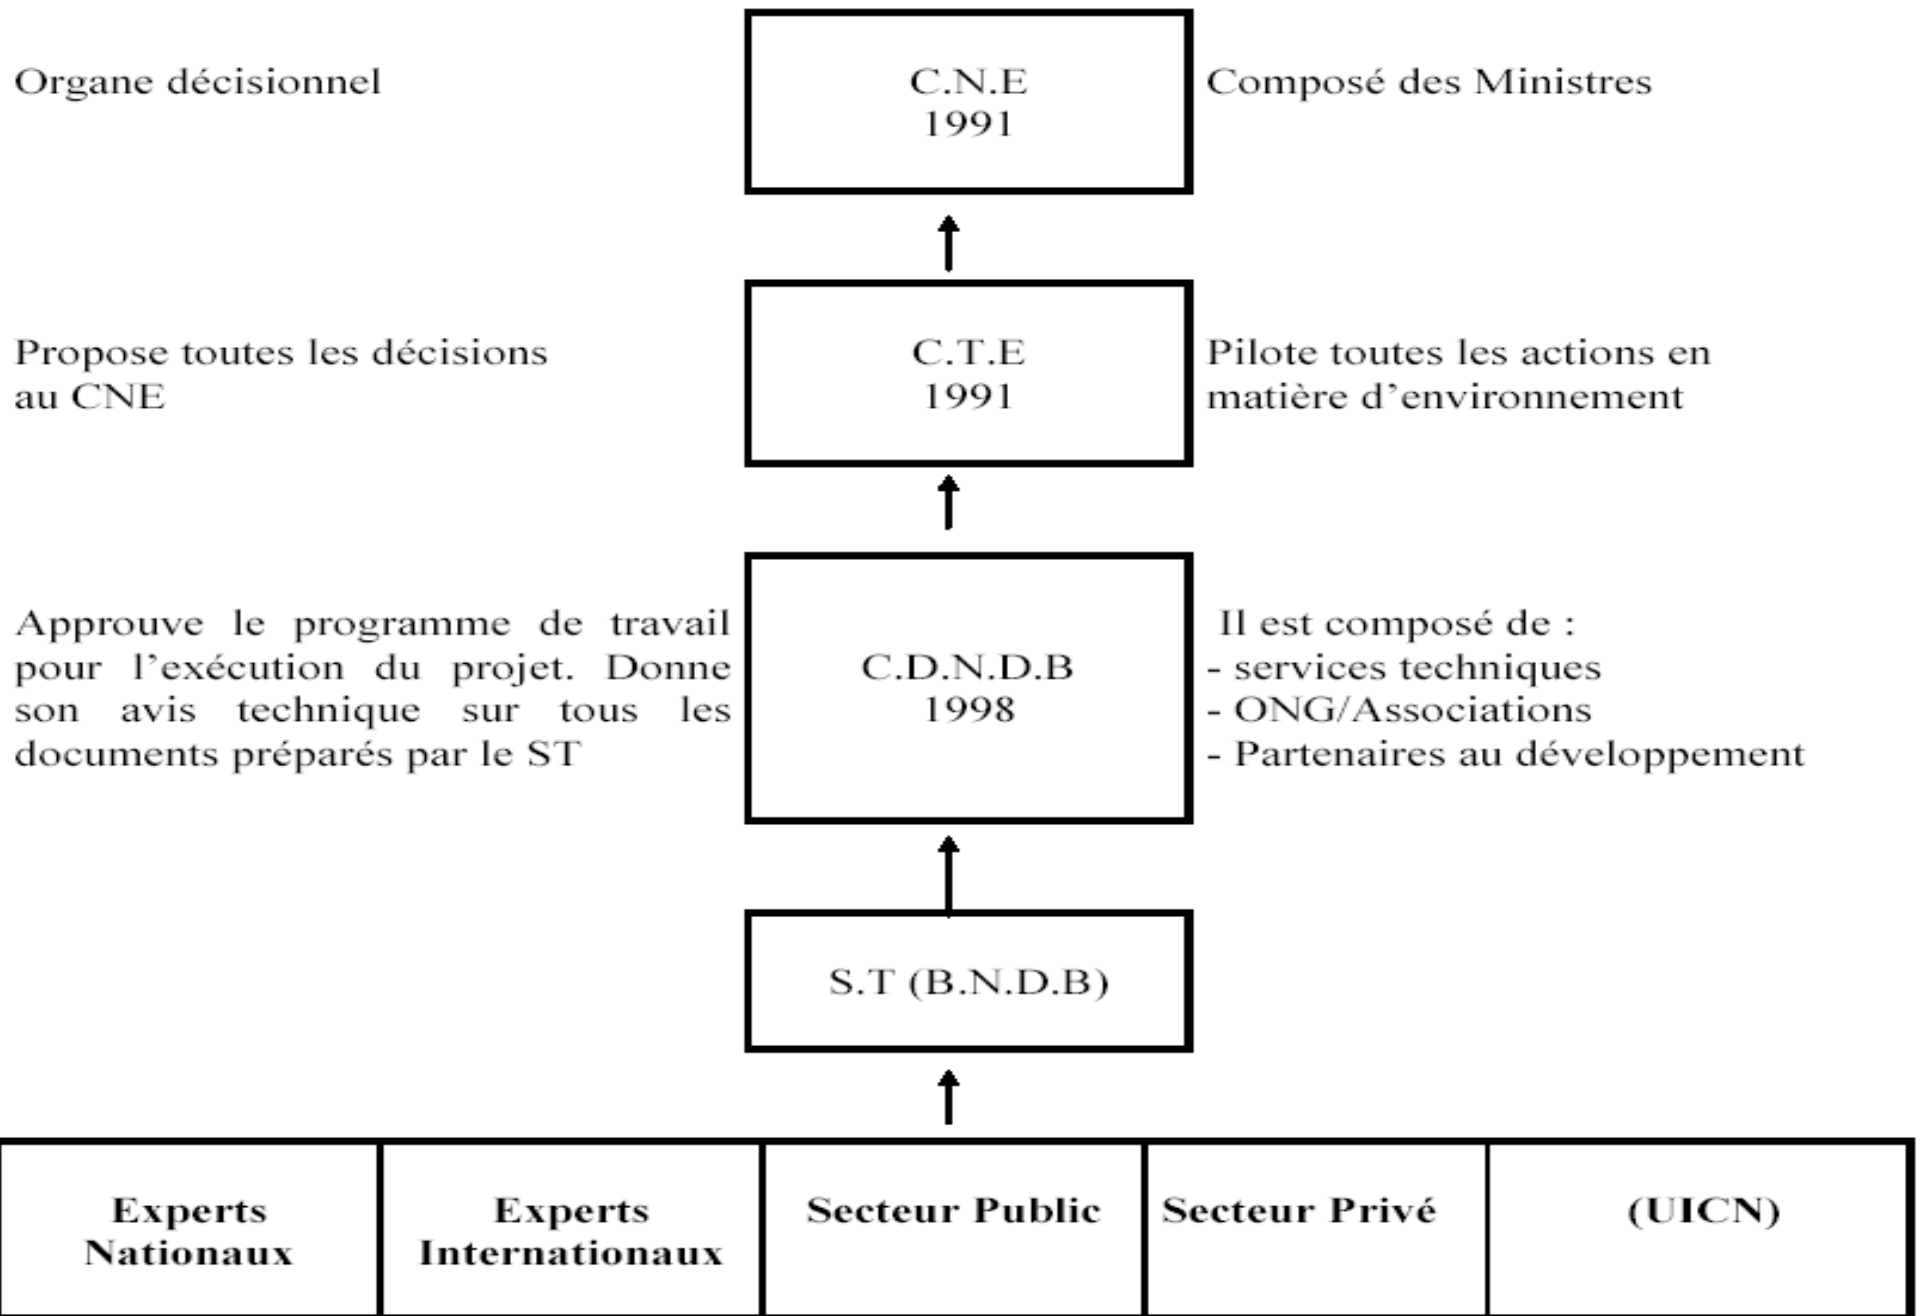 Organe décisionnel
C.N.E
1991
Composé des Ministres
Propose toutes les décisions
au CNE
C.T.E
1991
Pilote toutes les actions en
matière d’environnement
Approuve le programme de travail
pour l’exécution du projet. Donne
son avis technique sur tous les
documents préparés par le ST
C.D.N.D.B
1998
Il est composé de :
- services techniques
- ONG/Associations
- Partenaires au développement
S.T (B.N.D.B)
Experts
Nationaux
Experts
Internationaux
Secteur Public
Secteur Privé
(UICN)